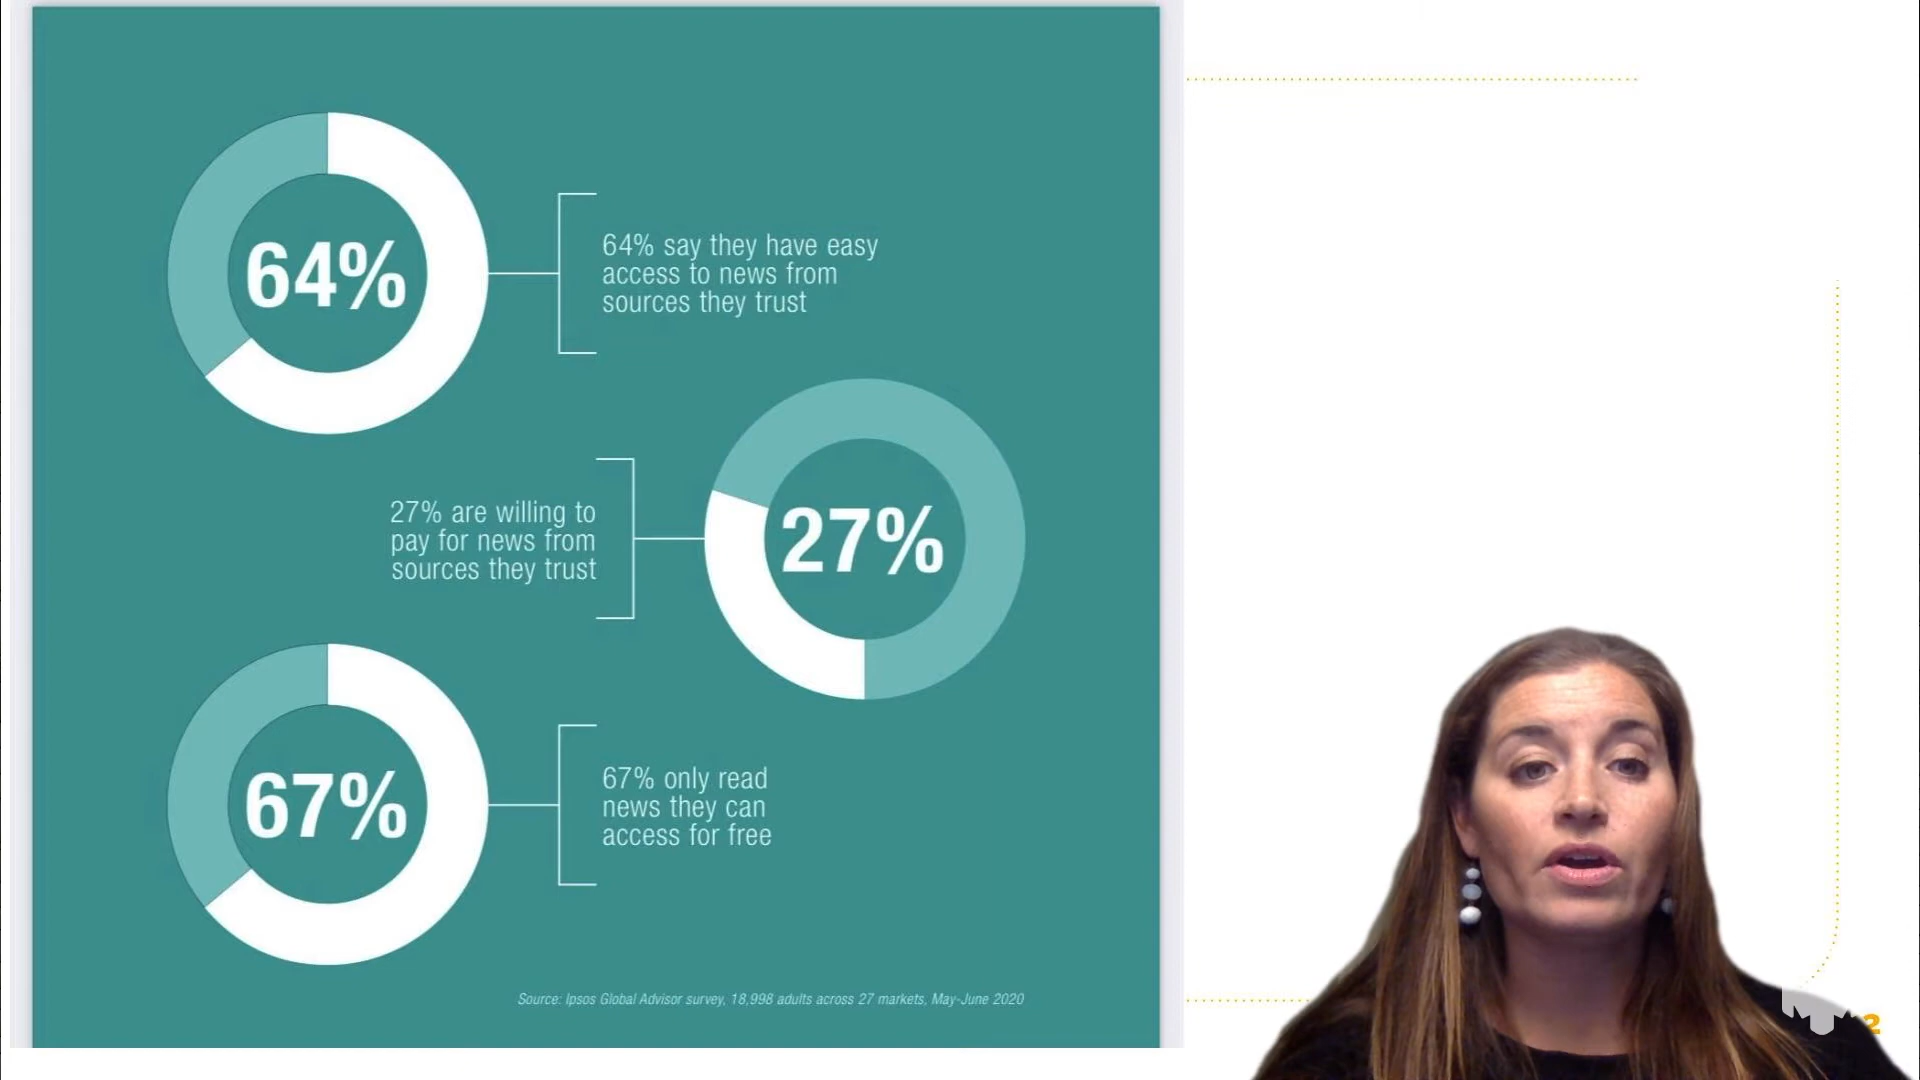 64%
64% say they have easy
access to news from
sources they trust
27% are willing to
pay for news from
sources they trust
27%
67%
67% only read
news they can
access for free
Source: Ipsos Global Advisor survey, 18,998 adults across 27 markets, May-June 2020
2